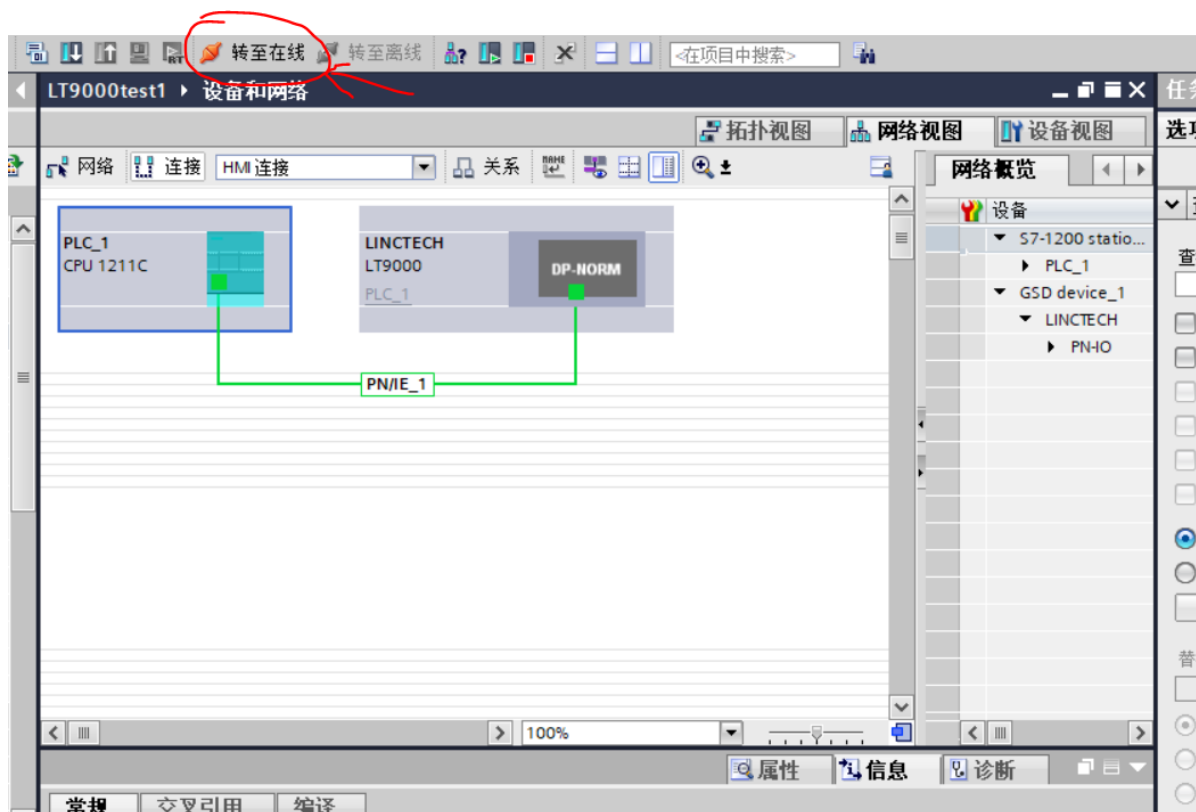 转至在线 转至离线 <在项目中搜索>
LT9000test1 设备和网络
拓扑视图 网络视图 设备视图
网络 连接 HMI 连接 关系 网络概览
设备
PLC_1
CPU 1211C
LINCTECH
LT9000
DP-NORM
PLC_1
S7-1200 statio...
PLC_1
GSD device_1
LINCTECH
PN-IO
PN/IE_1
100%
属性 信息 诊断
常规 交叉引用 编译